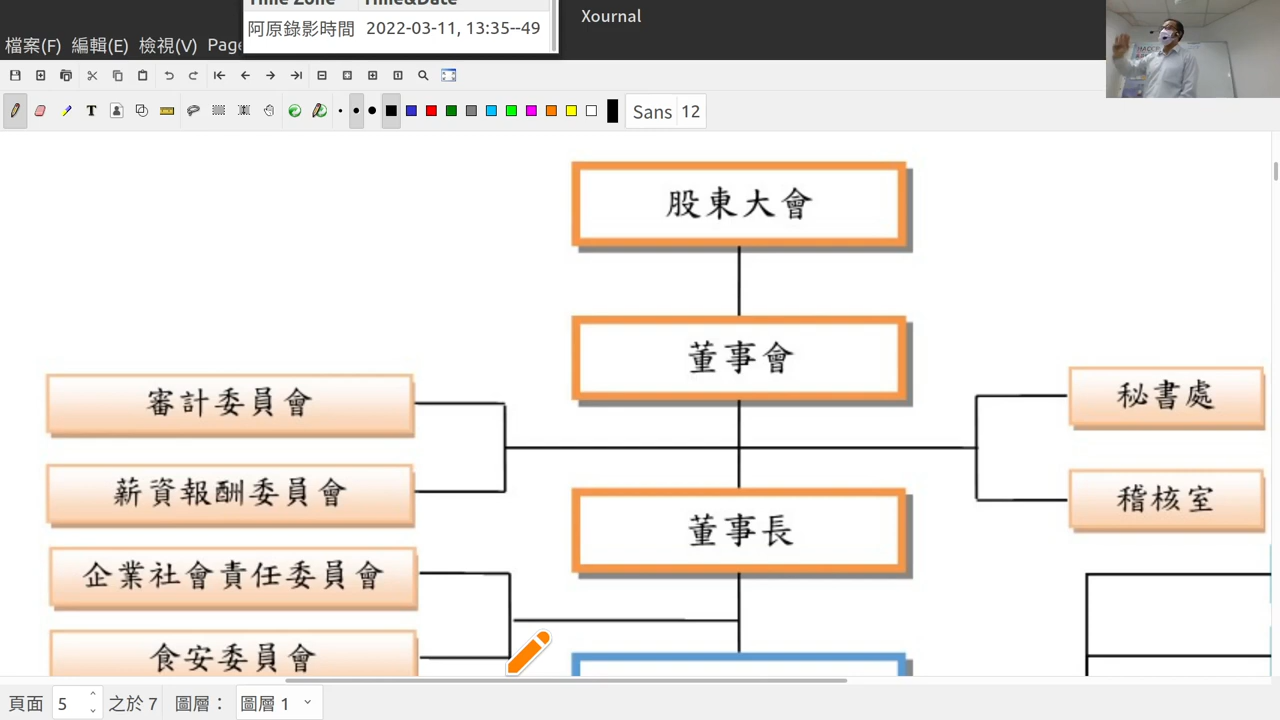 Time Zone Time&Date
阿原錄影時間 2022-03-11, 13:35--49
Xournal
檔案(F) 編輯(E) 檢視(V) Page
T
Sans 12
股東大會
董事會
審計委員會
秘書處
薪資報酬委員會
稽核室
董事長
企業社會責任委員會
食安委員會
頁面 5 之於 7 圖層： 圖層 1